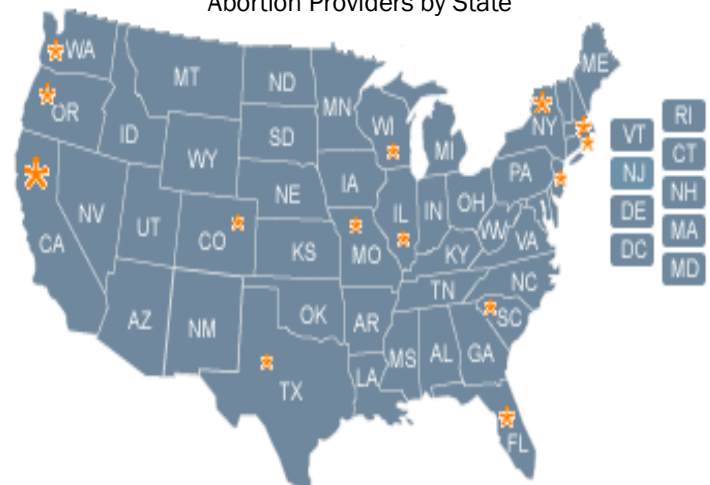 Abortion Providers by State
WA
MT
ND
MN
ME
OR
ID
WY
SD
WI
MI
NY
VT
RI
NJ
CT
DE
NH
DC
MA
MD
NV
UT
CO
NE
IA
IL
IN
OH
PA
CA
KS
MO
KY
WV
VA
AZ
NM
OK
AR
TN
NC
SC
TX
LA
MS
AL
GA
FL